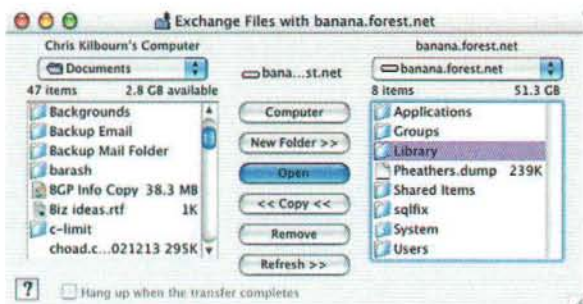 Exchange Files with banana.forest.net
Chris Kilbourn's Computer
Documents
47 items 2.8 GB available
Backgrounds
Backup Email
Backup Mail Folder
barash
BGP Info Copy 38.3 MB
Biz ideas.rtf 1K
c-limit
choad.c...021213 295K
bana...st.net
Computer
New Folder >>
Open
<< Copy <<
Remove
Refresh >>
banana.forest.net
banana.forest.net
8 items 51.3 GB
Applications
Groups
Library
Pheathers.dump 239K
Shared Items
sqlfix
System
Users
?
Hang up when the transfer completes